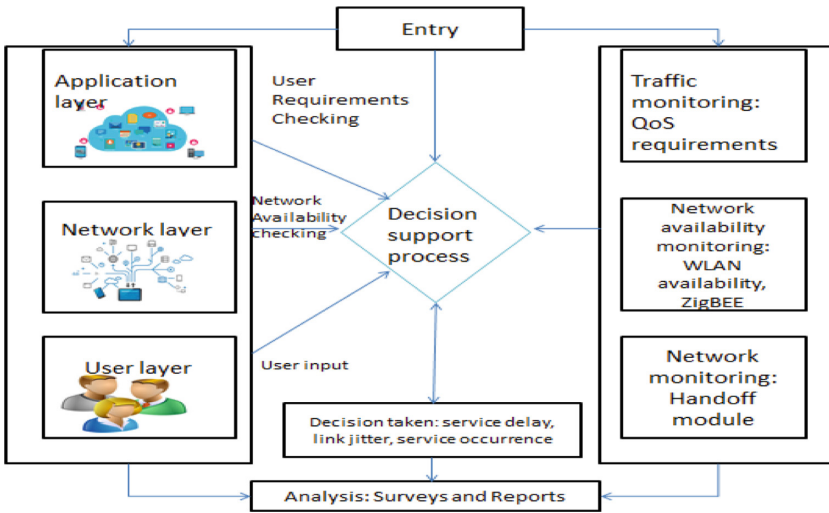 Entry
Application
layer
User
Requirements
Checking
Traffic
monitoring:
QoS
requirements
Network layer
Network
Availability
checking
Decision
support
process
Network
availability
monitoring:
WLAN
availability,
ZigBEE
User layer
User input
Network
monitoring:
Handoff
module
Decision taken: service delay,
link jitter, service occurrence
Analysis: Surveys and Reports